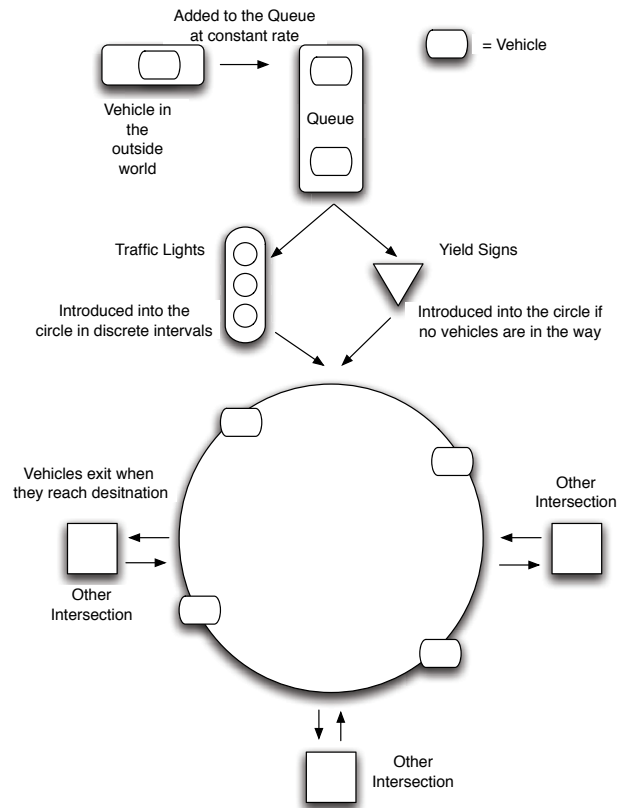 Added to the Queue
at constant rate
= Vehicle
Vehicle in
the
outside
world
Queue
Traffic Lights
Yield Signs
Introduced into the
circle in discrete intervals
Introduced into the circle if
no vehicles are in the way
Vehicles exit when
they reach desitnation
Other
Intersection
Other
Intersection
Other
Intersection